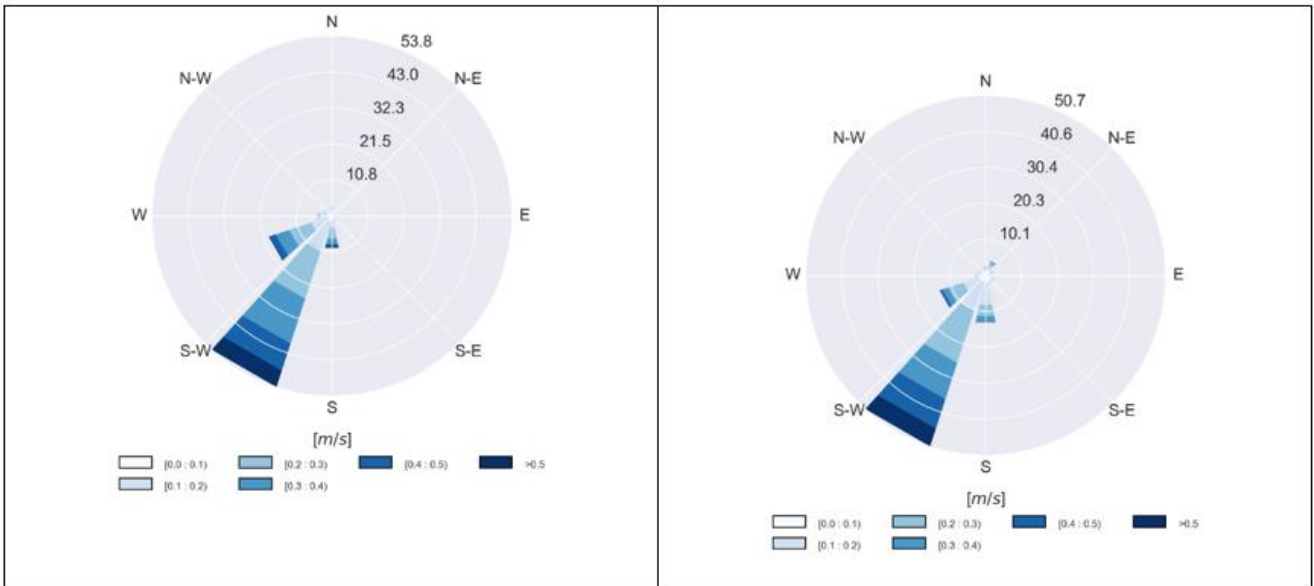 N
53.8
N-W
43.0
N-E
32.3
21.5
10.8
W
E
S-W
S-E
S
[m/s]
[0.0 : 0.1)
[0.2 : 0.3)
[0.4 : 0.5)
>0.5
[0.1 : 0.2)
[0.3 : 0.4)
N
50.7
N-W
40.6
N-E
30.4
20.3
10.1
W
E
S-W
S-E
S
[m/s]
[0.0 : 0.1)
[0.2 : 0.3)
[0.4 : 0.5)
>0.5
[0.1 : 0.2)
[0.3 : 0.4)